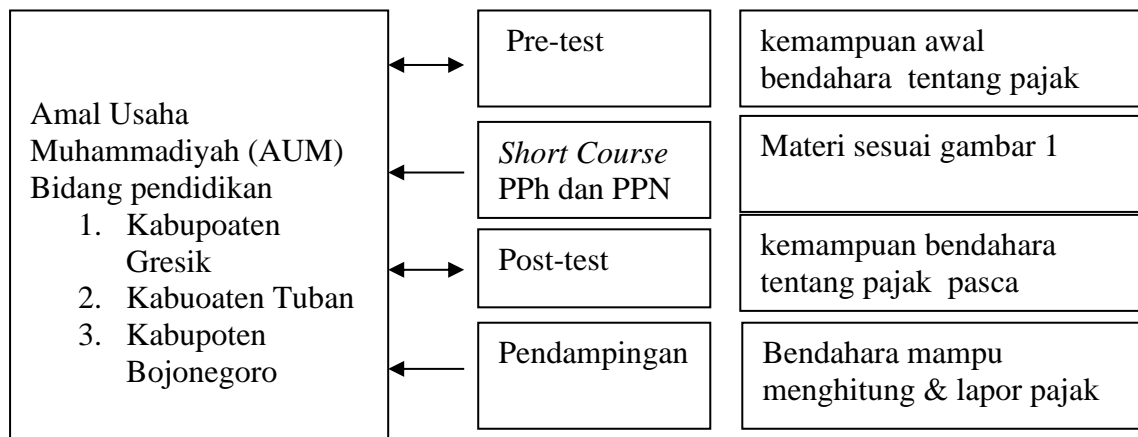 Amal Usaha
Muhammadiyah (AUM)
Bidang pendidikan
1. Kabupoaten
Gresik
2. Kabuoaten Tuban
3. Kabupoten
Bojonegoro
Pre-test
kemampuan awal
bendahara tentang pajak
Short Course
PPh dan PPN
Materi sesuai gambar 1
Post-test
kemampuan bendahara
tentang pajak pasca
Pendampingan
Bendahara mampu
menghitung & lapor pajak